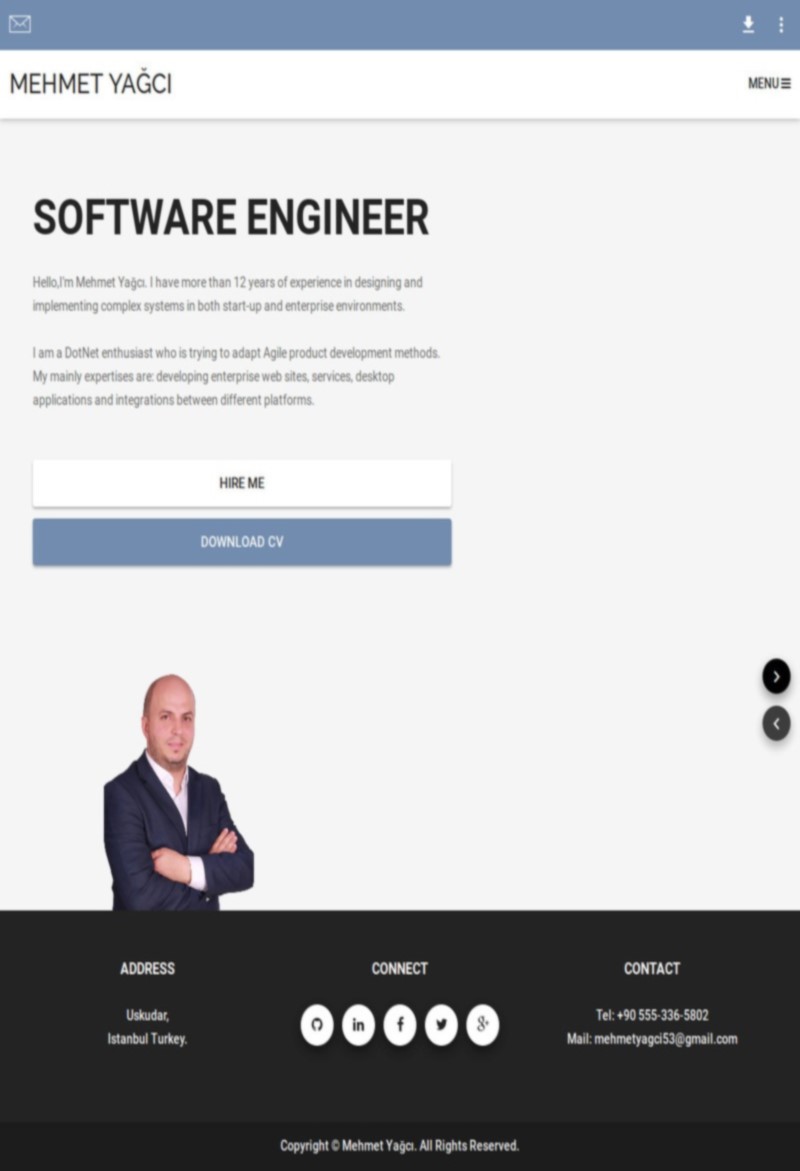 MEHMET YAĞCI
MENU
SOFTWARE ENGINEER
Hello,I'm Mehmet Yağcı. I have more than 12 years of experience in designing and
implementing complex systems in both start-up and enterprise environments.
I am a DotNet enthusiast who is trying to adapt Agile product development methods.
My mainly expertises are: developing enterprise web sites, services, desktop
applications and integrations between different platforms.
HIRE ME
DOWNLOAD CV
ADDRESS
Uskudar,
Istanbul Turkey.
CONNECT
in
f
g+
CONTACT
Tel: +90 555-336-5802
Mail: mehmetyagci53@gmail.com
Copyright © Mehmet Yağcı. All Rights Reserved.